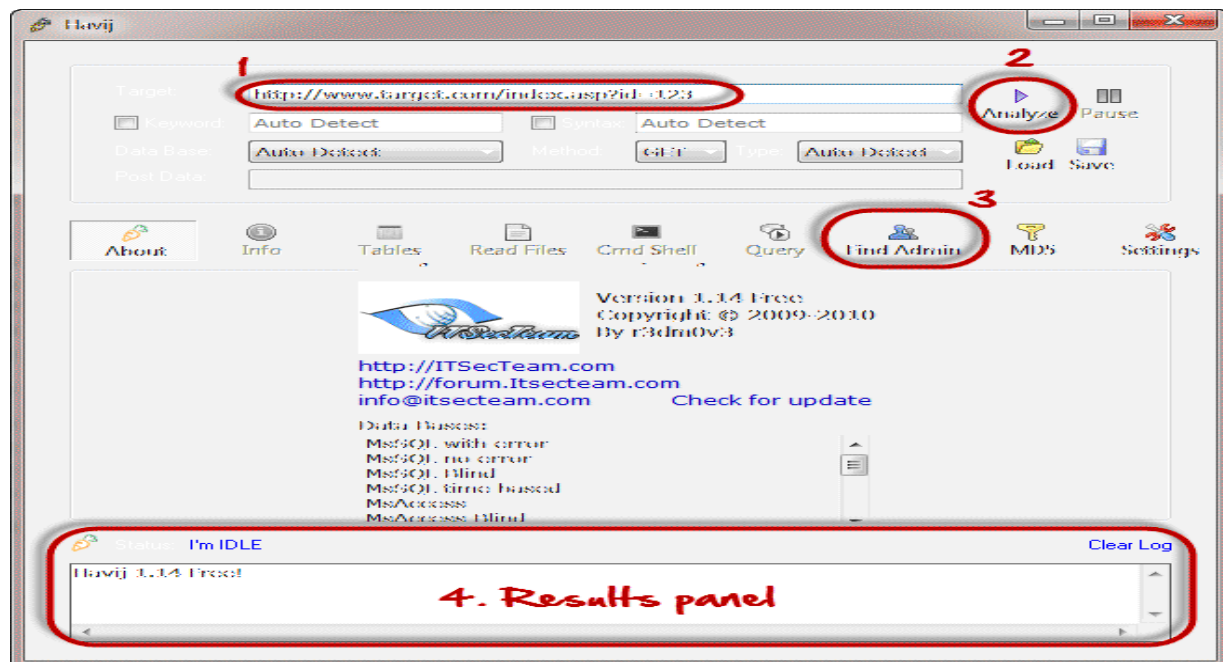 Havij
1
2
Target:
http://www.target.com/index.asp?id=123
Analyze
Pause
Keyword:
Auto Detect
Syntax:
Auto Detect
Data Base:
Auto Detect
Method:
GET
Type:
Auto Detect
Load
Save
Post Data:
3
About
Info
Tables
Read Files
Cmd Shell
Query
Find Admin
MD5
Settings
ITSecTeam
Version 1.14 Free
Copyright © 2009-2010
By r3dm0v3
http://ITSecTeam.com
http://forum.Itsecteam.com
info@itsecteam.com
Check for update
Data Bases:
MsSQL with error
MsSQL no error
MsSQL Blind
MsSQL time based
MsAccess
MsAccess Blind
Status: I'm IDLE
Clear Log
Havij 1.14 Free!
4. Results panel